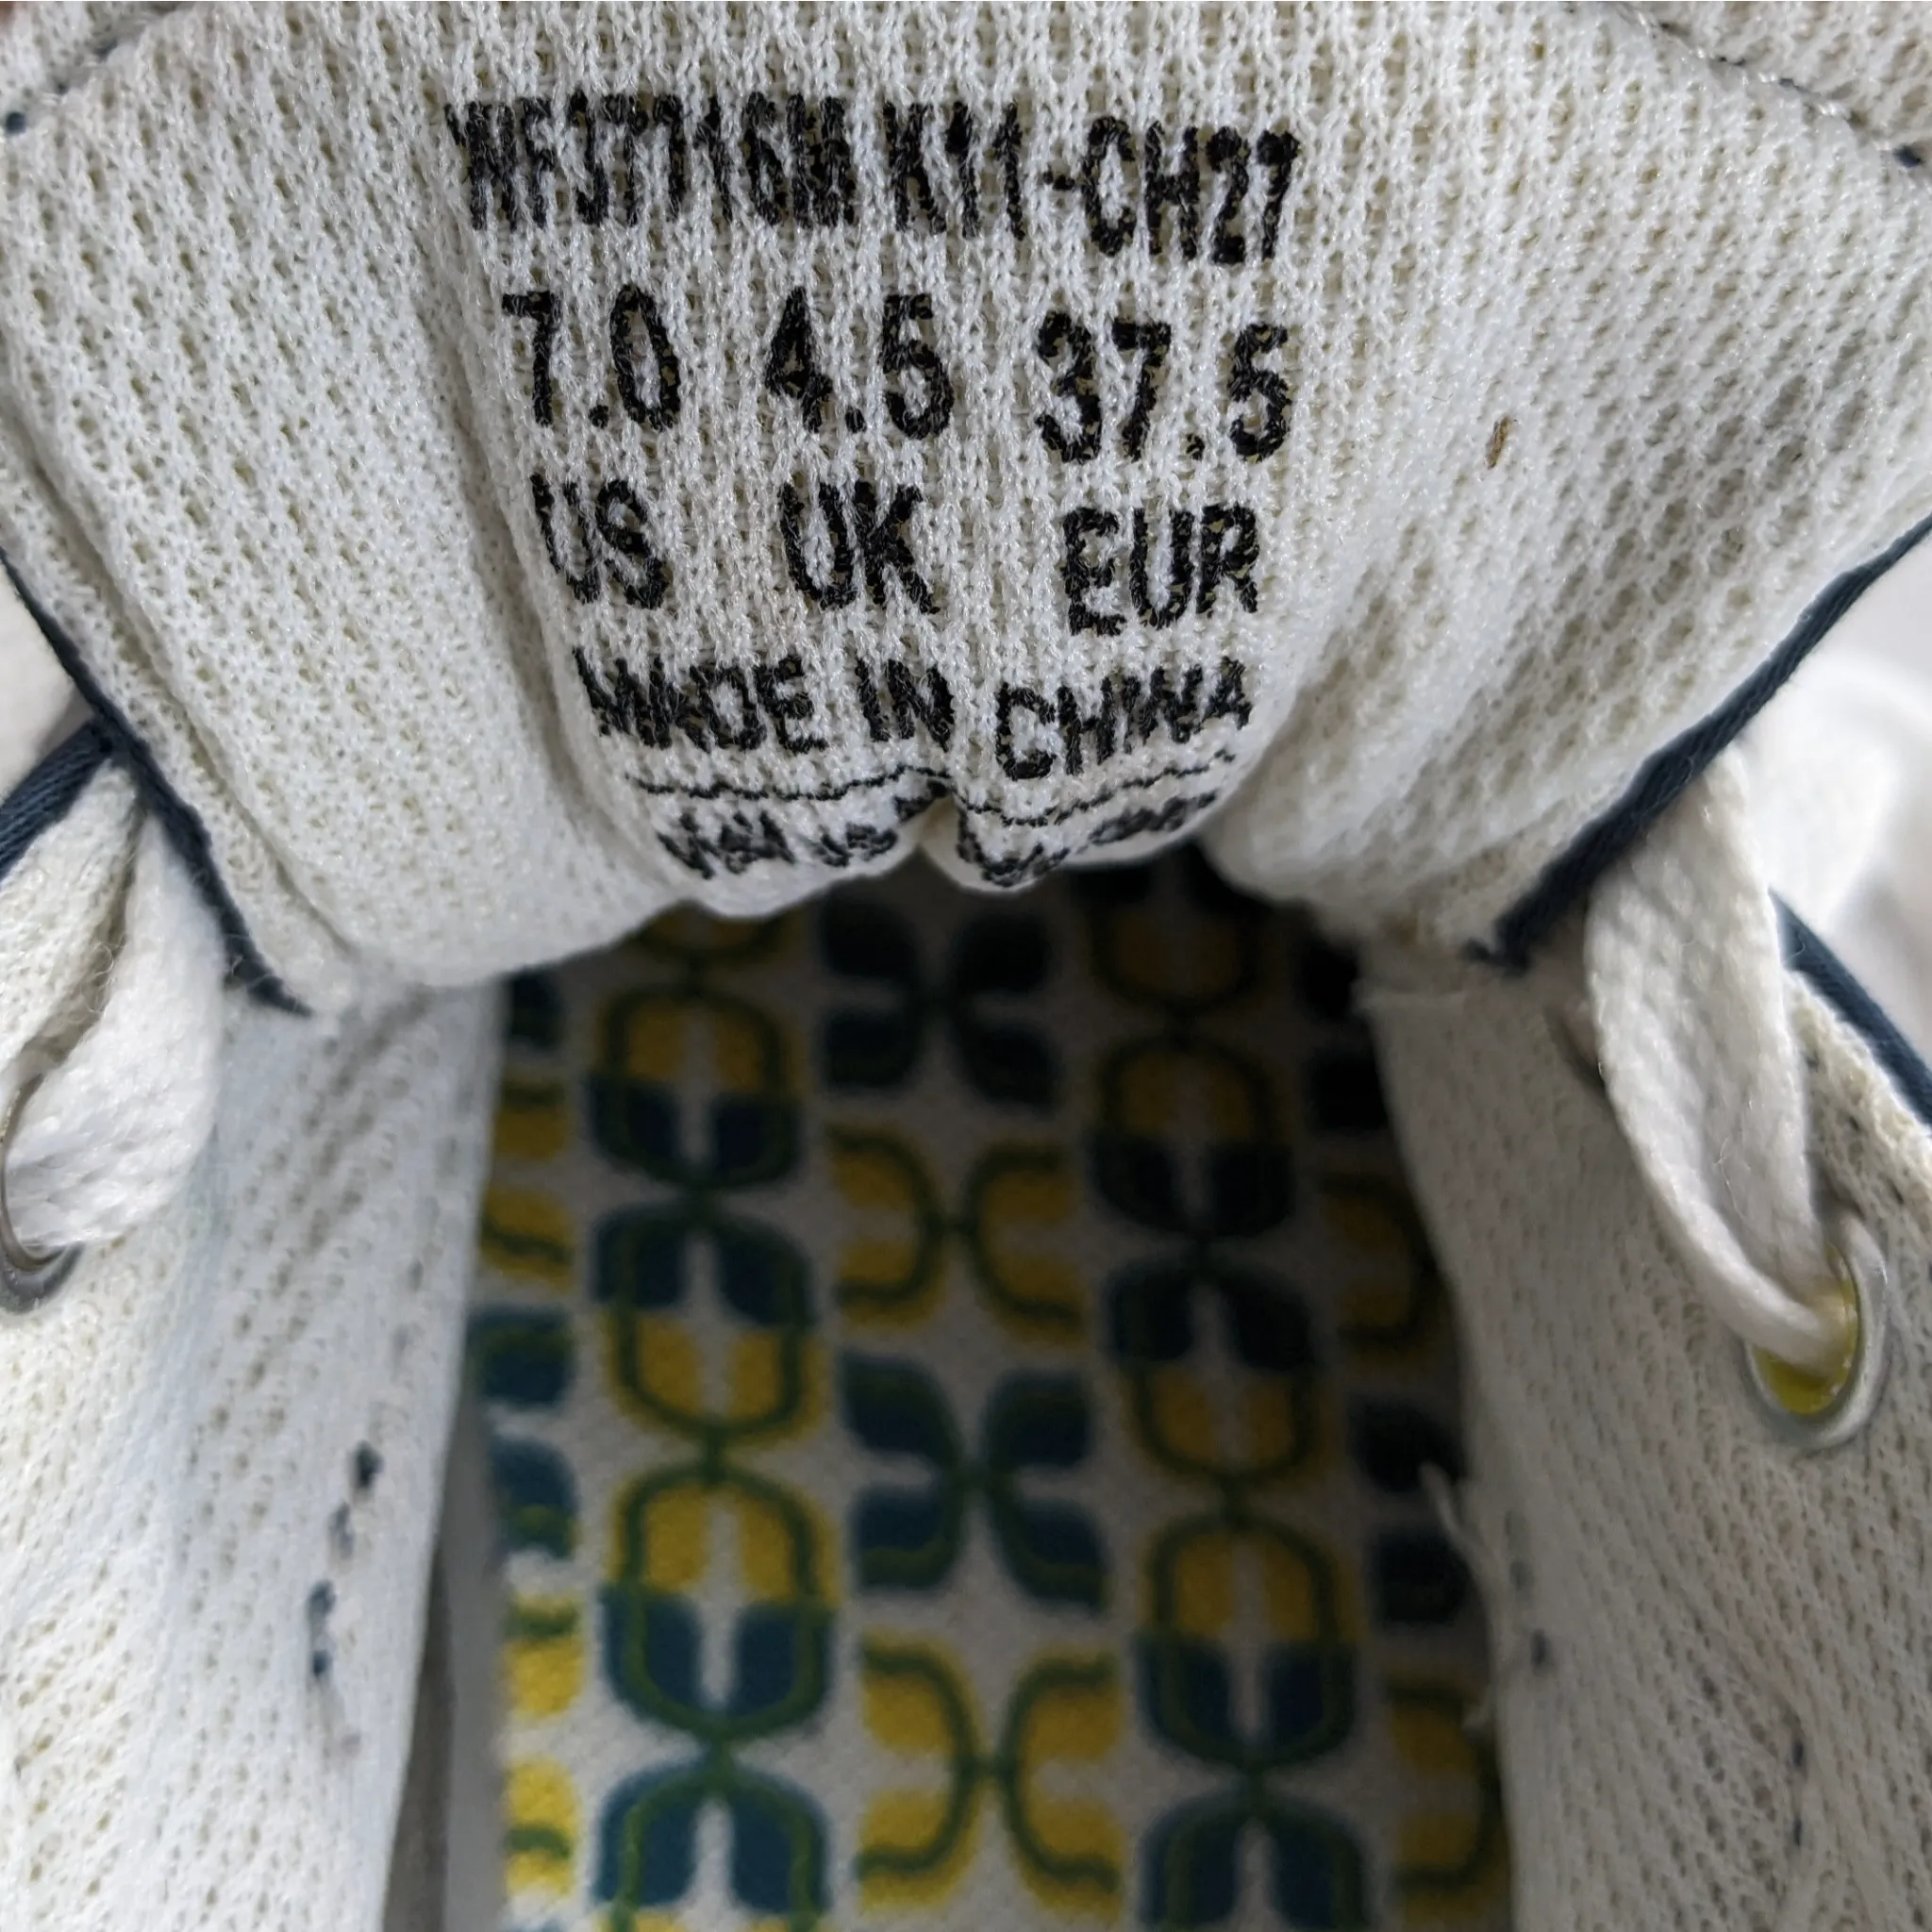 WF37716M K11-CH27
7.0 4.5 37.5
US UK EUR
MADE IN CHINA